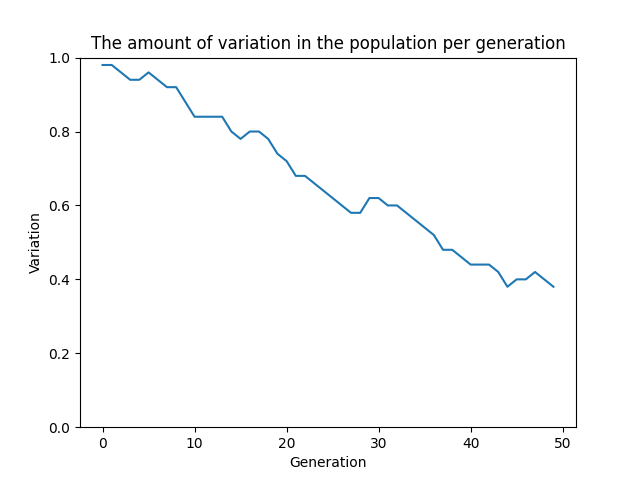 The amount of variation in the population per generation
1.0
0.8
0.6
0.4
0.2
0.0
Variation
0 10 20 30 40 50
Generation